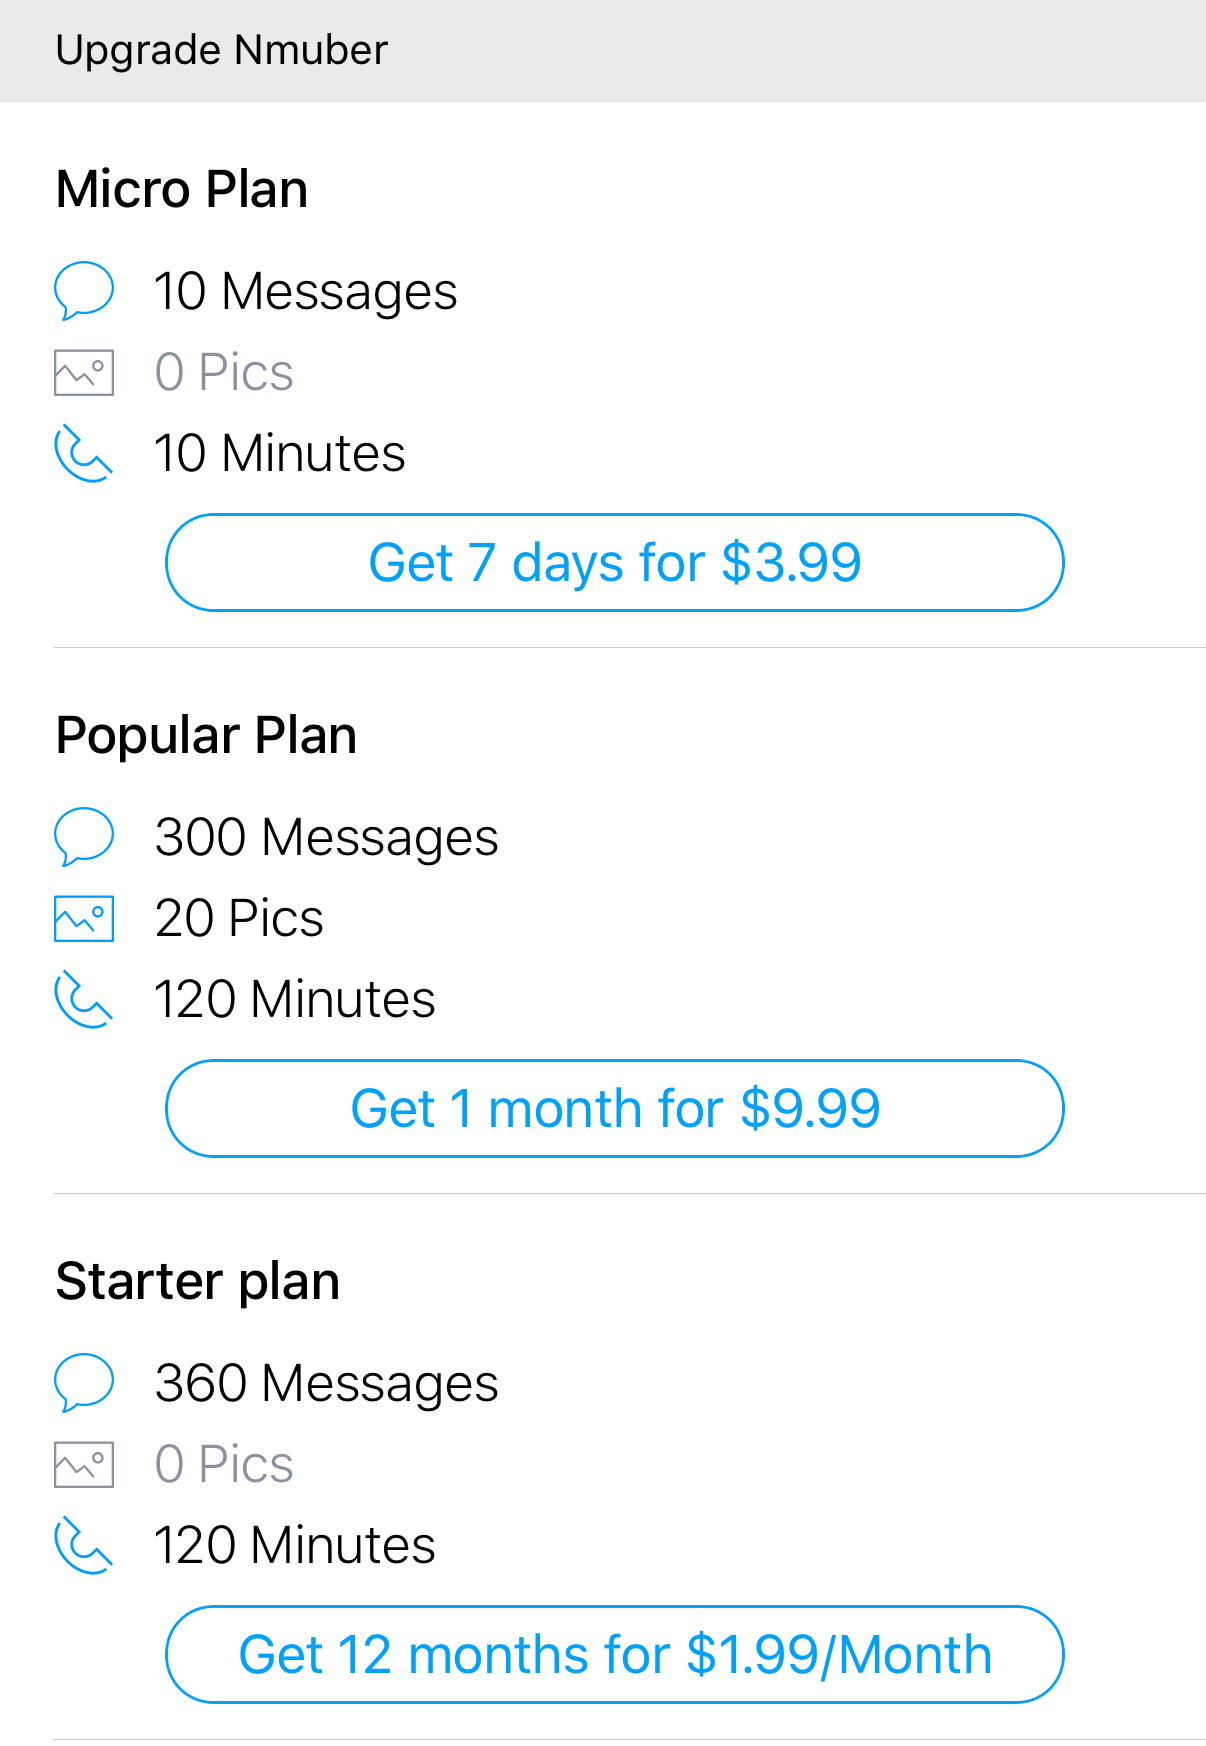 Upgrade Nmuber
Micro Plan
10 Messages
0 Pics
10 Minutes
Get 7 days for $3.99
Popular Plan
300 Messages
20 Pics
120 Minutes
Get 1 month for $9.99
Starter plan
360 Messages
0 Pics
120 Minutes
Get 12 months for $1.99/Month